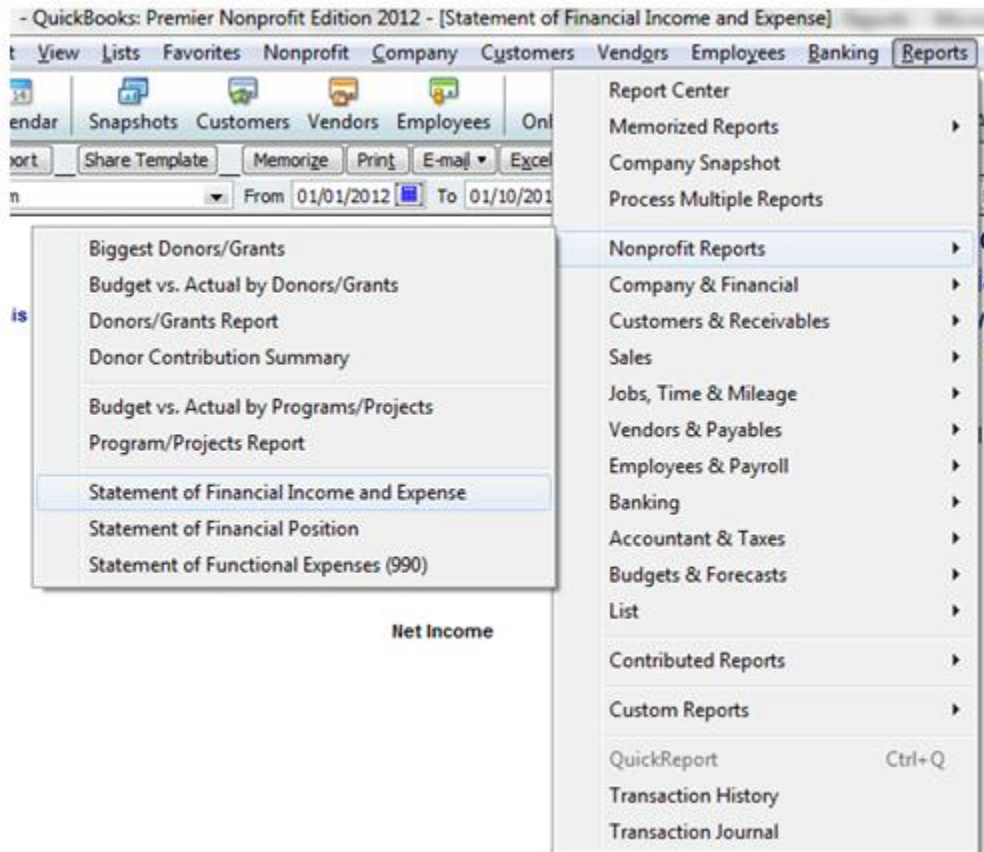 - QuickBooks: Premier Nonprofit Edition 2012 - [Statement of Financial Income and Expense]
t View Lists Favorites Nonprofit Company Customers Vendors Employees Banking Reports
14
endar Snapshots Customers Vendors Employees Onl
ort Share Template Memorize Print E-mail Excel
From 01/01/2012 To 01/10/201
Report Center
Memorized Reports
Company Snapshot
Process Multiple Reports
Nonprofit Reports
Company & Financial
Customers & Receivables
Sales
Jobs, Time & Mileage
Vendors & Payables
Employees & Payroll
Banking
Accountant & Taxes
Budgets & Forecasts
List
Contributed Reports
Custom Reports
QuickReport Ctrl+Q
Transaction History
Transaction Journal
Biggest Donors/Grants
Budget vs. Actual by Donors/Grants
Donors/Grants Report
Donor Contribution Summary
Budget vs. Actual by Programs/Projects
Program/Projects Report
Statement of Financial Income and Expense
Statement of Financial Position
Statement of Functional Expenses (990)
is
Net Income